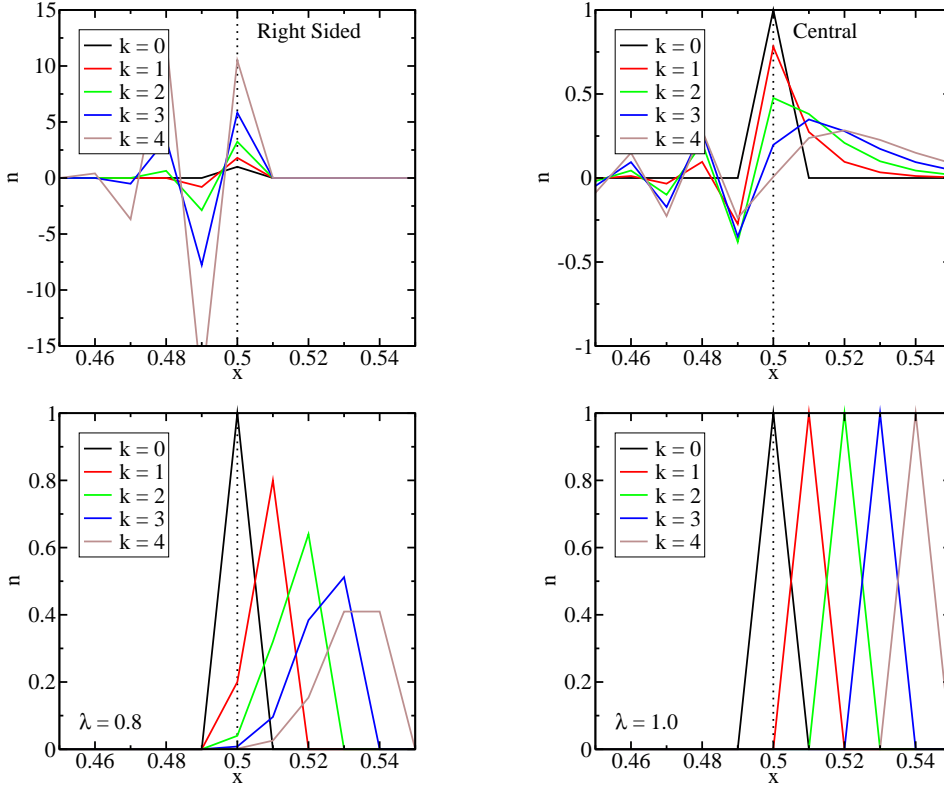 Right Sided
k = 0
k = 1
k = 2
k = 3
k = 4
n
15
10
5
0
-5
-10
-15
0.46 0.48 0.5 0.52 0.54
x
Central
k = 0
k = 1
k = 2
k = 3
k = 4
n
1
0.5
0
-0.5
-1
0.46 0.48 0.5 0.52 0.54
x
k = 0
k = 1
k = 2
k = 3
k = 4
n
1
0.8
0.6
0.4
0.2
0
λ = 0.8
0.46 0.48 0.5 0.52 0.54
x
k = 0
k = 1
k = 2
k = 3
k = 4
n
1
0.8
0.6
0.4
0.2
0
λ = 1.0
0.46 0.48 0.5 0.52 0.54
x